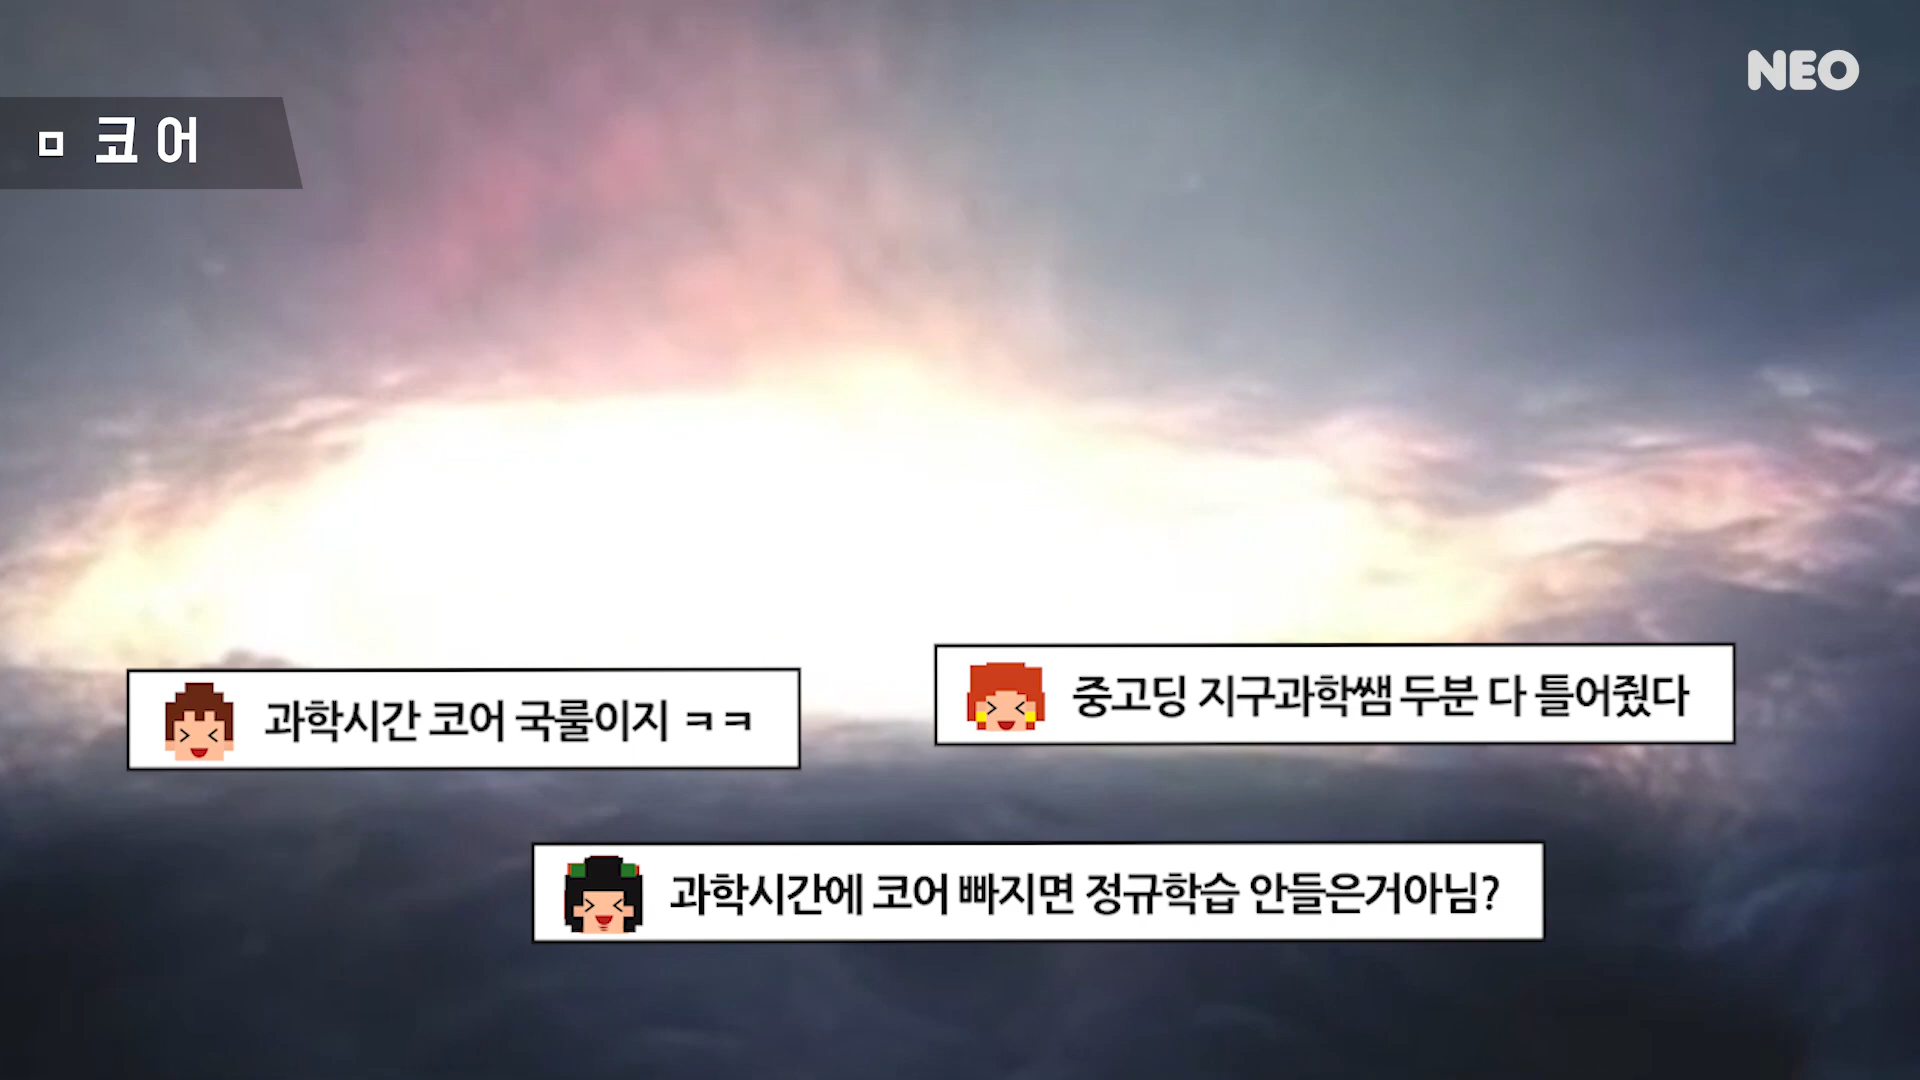 NEO
코어
과학시간 코어 국룰이지 ㅋㅋ
중고딩 지구과학쌤 두분 다 틀어줬다
과학시간에 코어 빠지면 정규학습 안들은거아님?